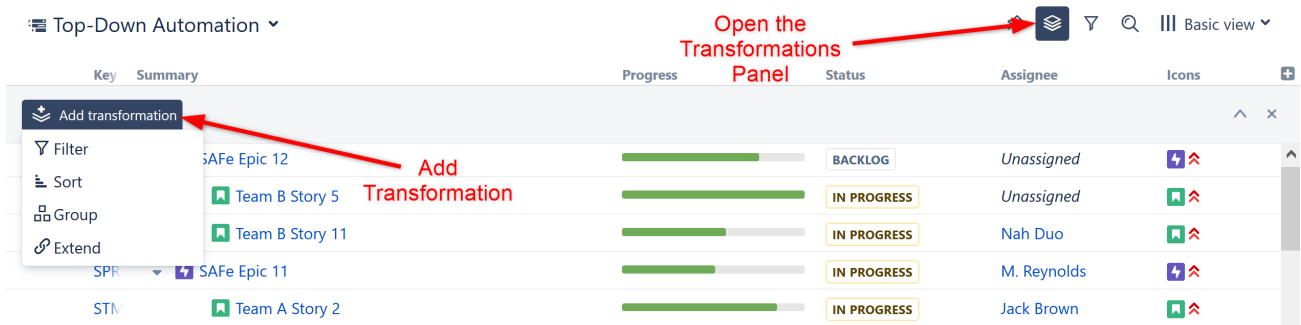 Top-Down Automation
Open the
Transformations
Panel
Basic view
Key Summary Progress Status Assignee Icons
Add transformation
Add
Transformation
Filter
Sort
Group
Extend
SAFe Epic 12 BACKLOG Unassigned
Team B Story 5 IN PROGRESS Unassigned
Team B Story 11 IN PROGRESS Nah Duo
SPR SAFe Epic 11 IN PROGRESS M. Reynolds
STM Team A Story 2 IN PROGRESS Jack Brown